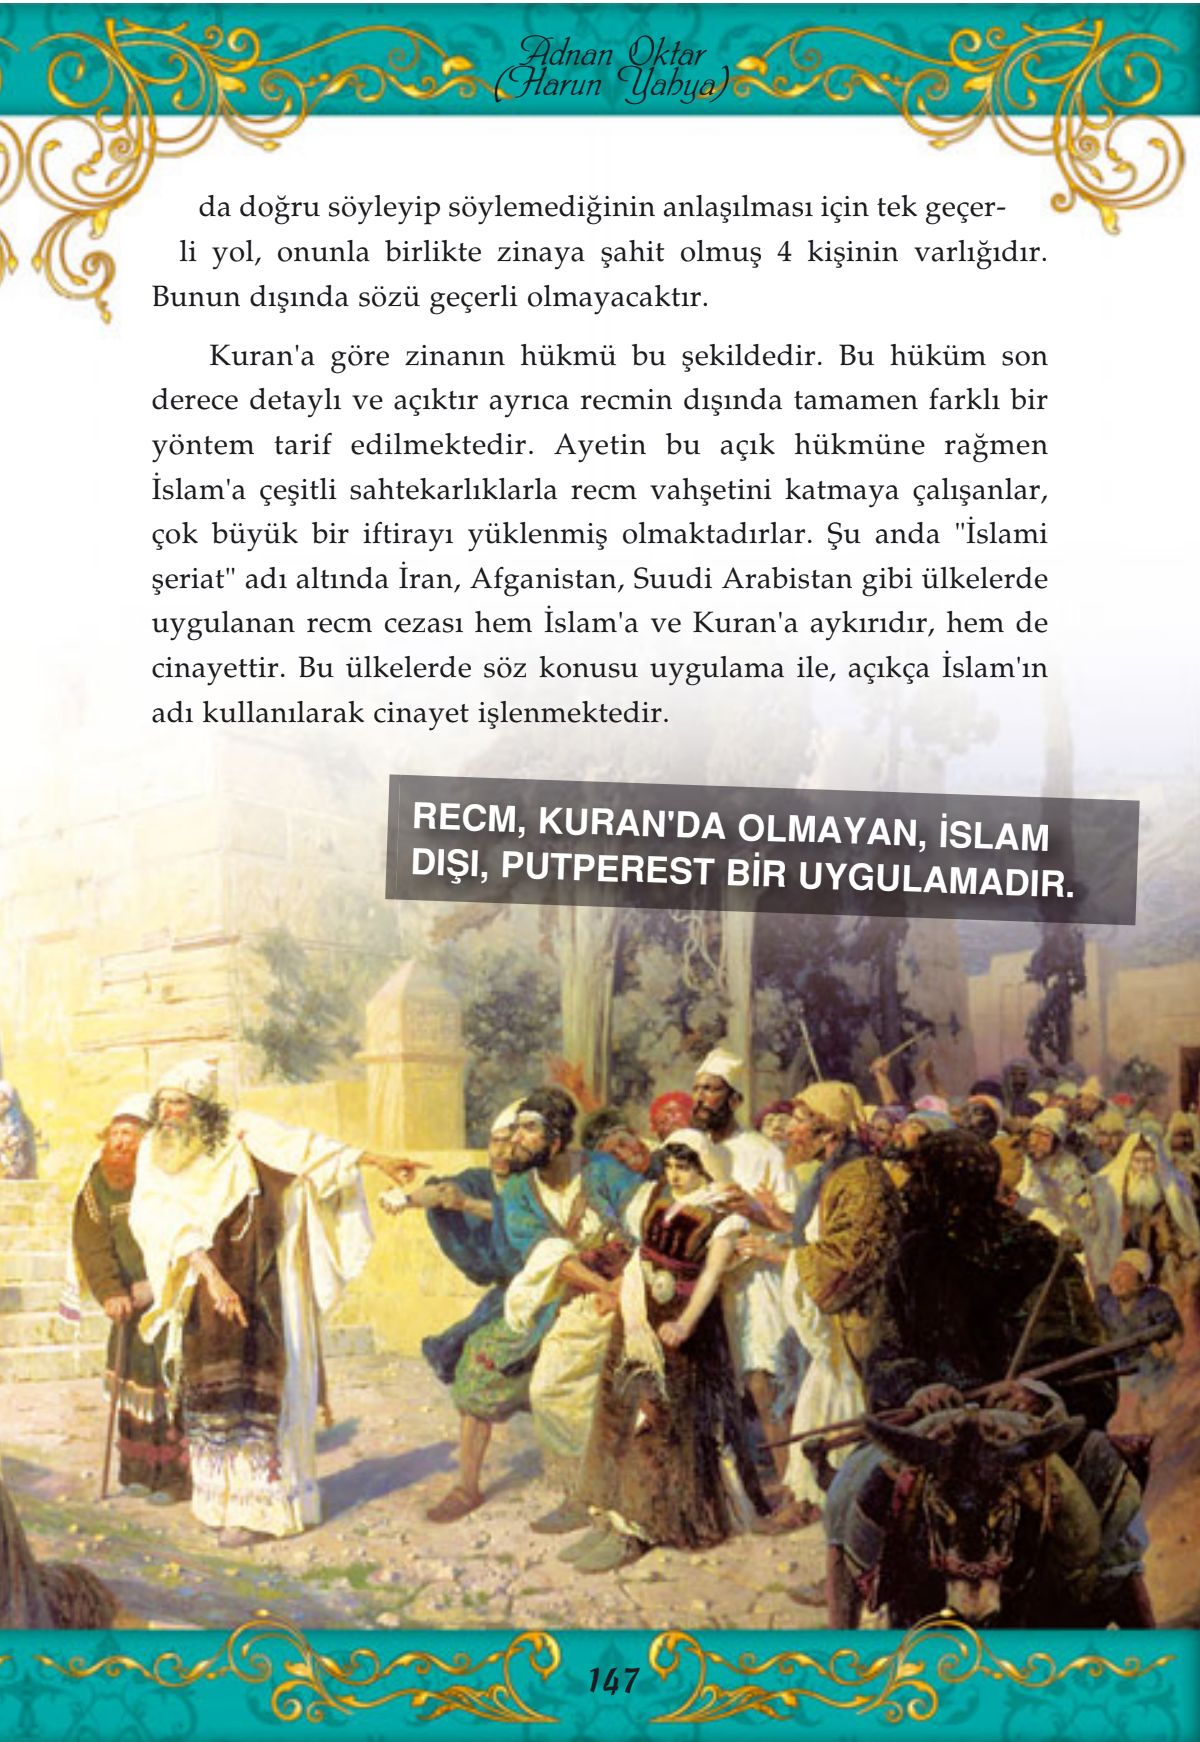 Adnan Oktar
(Harun Yahya)
da doğru söyleyip söylemediğinin anlaşılması için tek geçer-
li yol, onunla birlikte zinaya şahit olmuş 4 kişinin varlığıdır.
Bunun dışında sözü geçerli olmayacaktır.
Kuran'a göre zinanın hükmü bu şekildedir. Bu hüküm son
derece detaylı ve açıktır ayrıca recmin dışında tamamen farklı bir
yöntem tarif edilmektedir. Ayetin bu açık hükmüne rağmen
İslam'a çeşitli sahtekarlıklarla recm vahşetini katmaya çalışanlar,
çok büyük bir iftirayı yüklenmiş olmaktadırlar. Şu anda "İslami
şeriat" adı altında İran, Afganistan, Suudi Arabistan gibi ülkelerde
uygulanan recm cezası hem İslam'a ve Kuran'a aykırıdır, hem de
cinayettir. Bu ülkelerde söz konusu uygulama ile, açıkça İslam'ın
adı kullanılarak cinayet işlenmektedir.
RECM, KURAN'DA OLMAYAN, İSLAM
DIŞI, PUTPEREST BİR UYGULAMADIR.
147